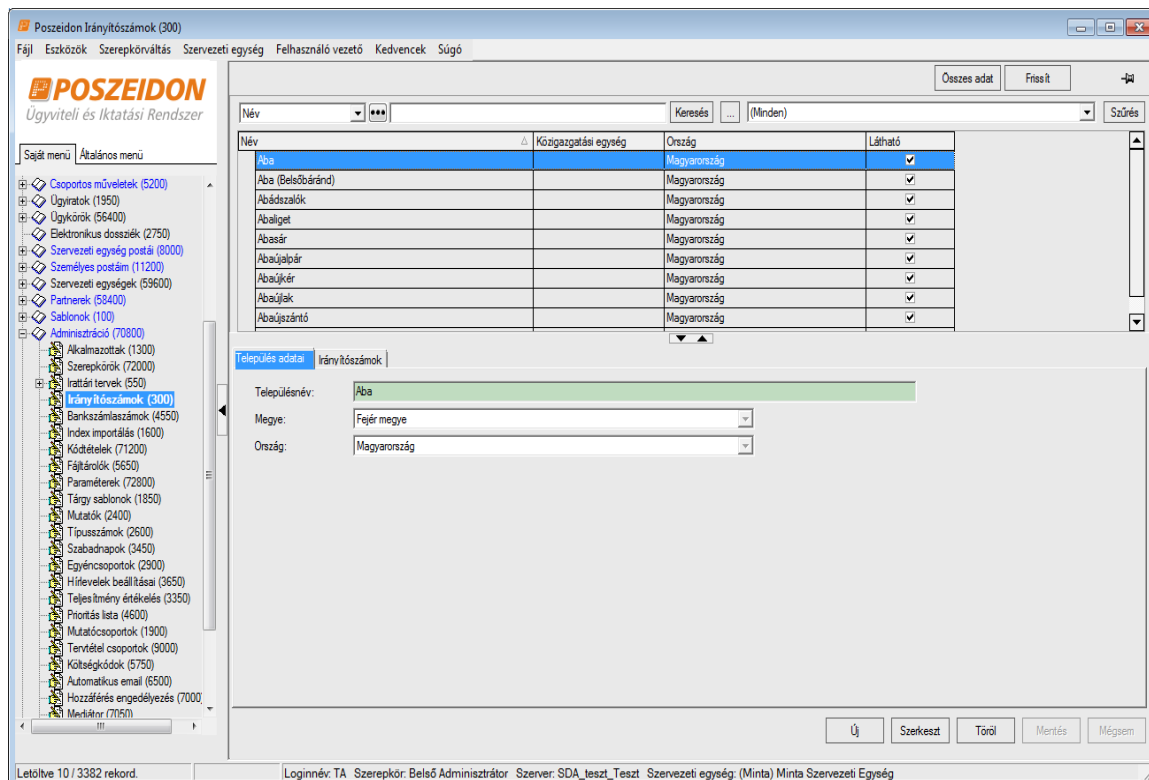 Poszeidon Irányítószámok (300)
Fájl Eszközök Szerepkörváltás Szervezeti egység Felhasználó vezető Kedvencek Súgó
POSZEIDON
Ügyviteli és Iktatási Rendszer
Saját menü Általános menü
Csoportos műveletek (5200)
Ügyiratok (1950)
Ügykörök (56400)
Elektronikus dossziék (2750)
Szervezeti egység postái (8000)
Személyes postáim (11200)
Szervezeti egységek (59600)
Partnerek (58400)
Sablonok (100)
Adminisztráció (70800)
Alkalmazottak (1300)
Szerepkörök (72000)
Irattári tervek (550)
Irányítószámok (300)
Bankszámlaszámok (4550)
Index importálás (1600)
Kódtételek (71200)
Fájltárolók (5650)
Paraméterek (72800)
Tárgy sablonok (1850)
Mutatók (2400)
Típusszámok (2600)
Szabadnapok (3450)
Egyéncsoportok (2900)
Hírlevelek beállításai (3650)
Teljesítmény értékelés (3350)
Prioritás lista (4600)
Mutatócsoportok (1900)
Tervtétel csoportok (9000)
Költségkódok (5750)
Automatikus email (6500)
Hozzáférés engedélyezés (7000)
Mediátor (7050)
Összes adat Frissít
Név ••• Keresés ... (Minden) Szűrés
Név Közigazgatási egység Ország Látható
Aba Magyarország
Aba (Belsőbáránd) Magyarország
Abádszalók Magyarország
Abaliget Magyarország
Abasár Magyarország
Abaújalpár Magyarország
Abaújkér Magyarország
Abaújlak Magyarország
Abaújszántó Magyarország
Település adatai Irányítószámok
Településnév: Aba
Megye: Fejér megye
Ország: Magyarország
Új Szerkeszt Töröl Mentés Mégsem
Letöltve 10 / 3382 rekord. Loginnév: TA Szerepkör: Belső Adminisztrátor Szerver: SDA_teszt_Teszt Szervezeti egység: (Minta) Minta Szervezeti Egység